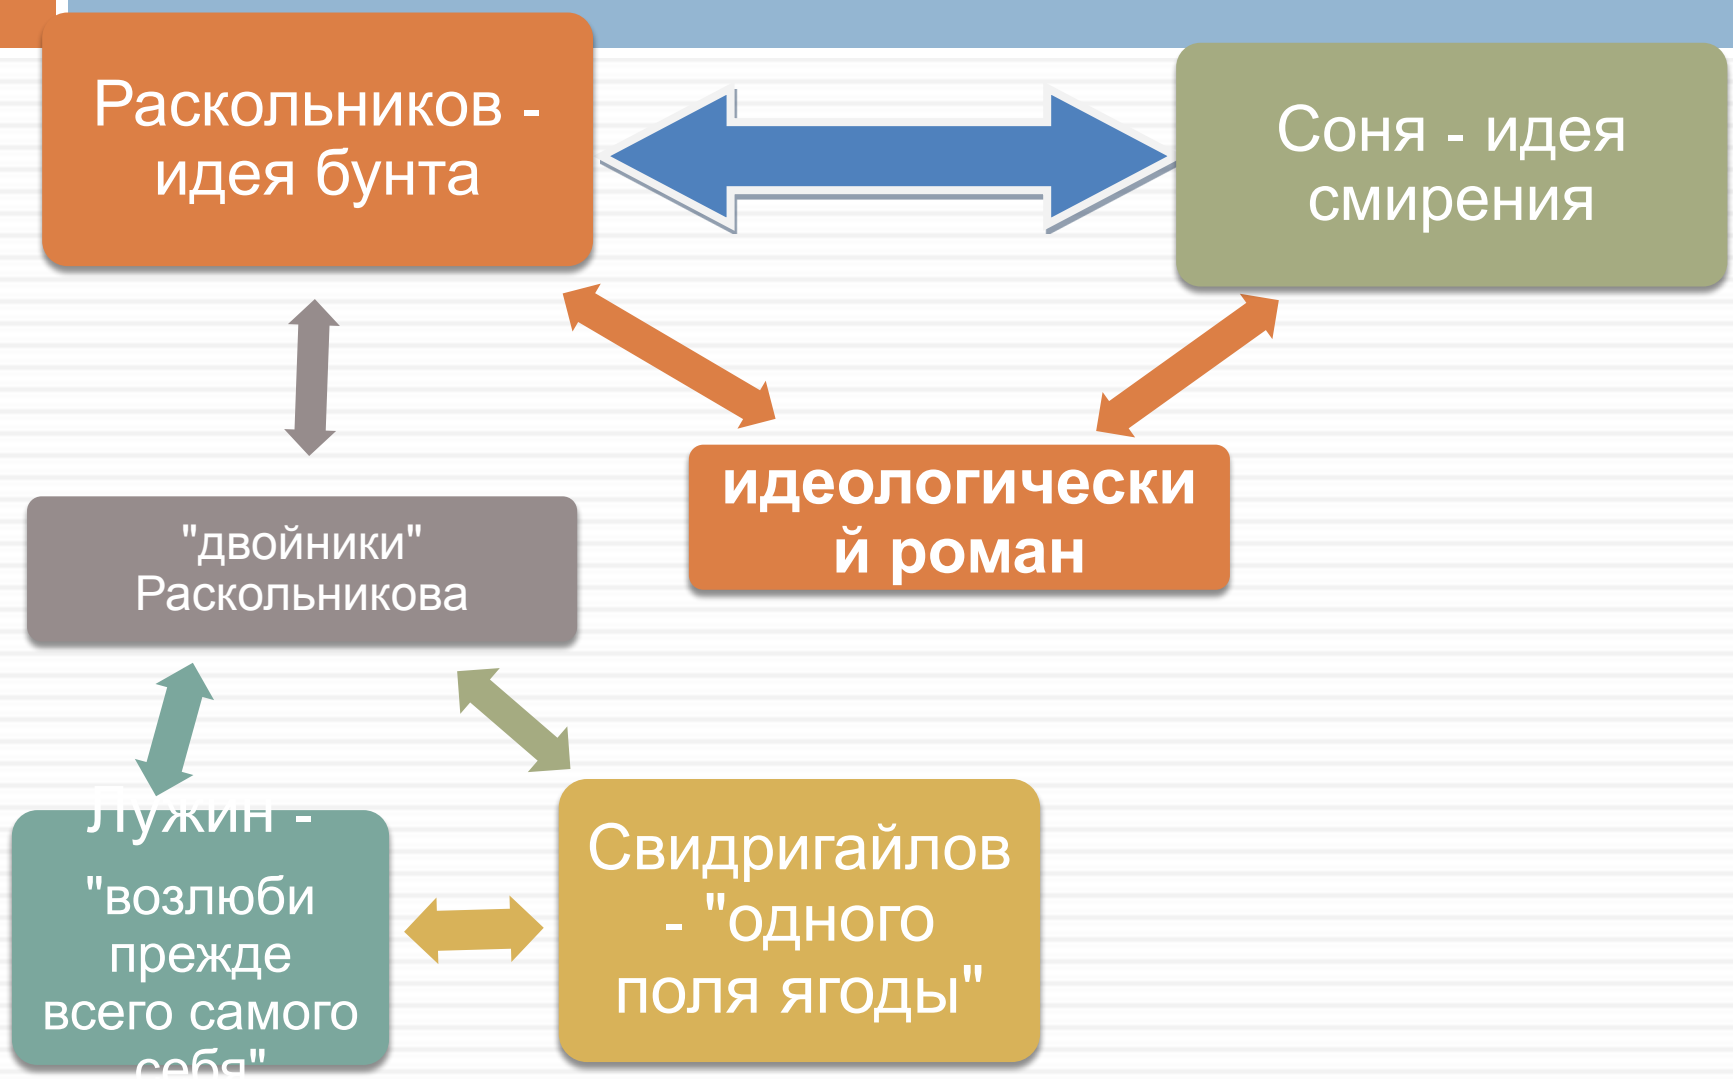 Раскольников -
идея бунта
Соня - идея
смирения
идеологически
й роман
"двойники"
Раскольникова
Лужин -
"возлюби
прежде
всего самого
себя"
Свидригайлов
- "одного
поля ягоды"